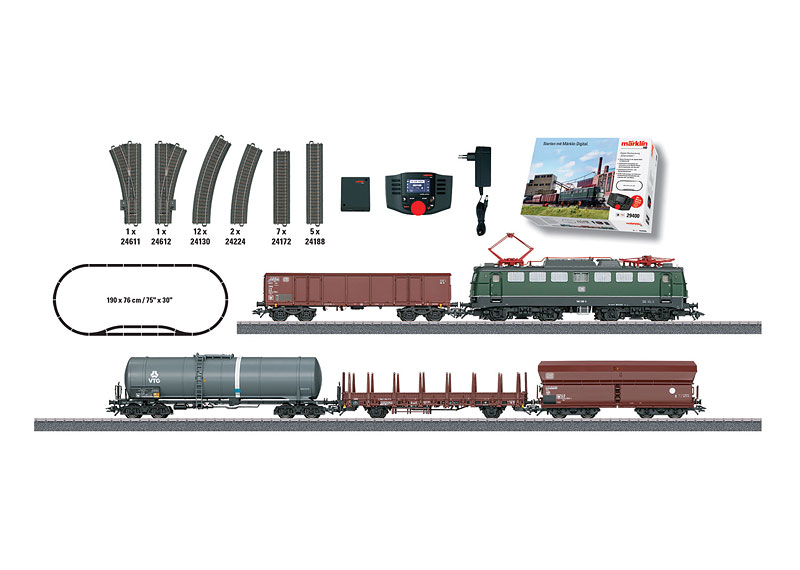 1 x
24611
1 x
24612
12 x
24130
2 x
24224
7 x
24172
5 x
24188
Starten mit Märklin Digital.
märklin
29400
190 x 76 cm / 75" x 30"
VTG